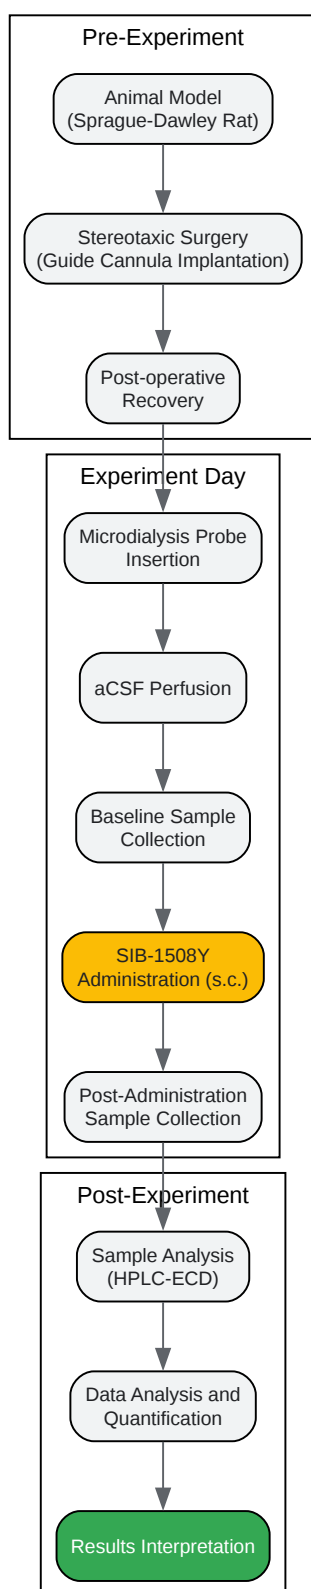 Pre-Experiment
Animal Model
(Sprague-Dawley Rat)
Stereotaxic Surgery
(Guide Cannula Implantation)
Post-operative
Recovery
Experiment Day
Microdialysis Probe
Insertion
aCSF Perfusion
Baseline Sample
Collection
SIB-1508Y
Administration (s.c.)
Post-Administration
Sample Collection
Post-Experiment
Sample Analysis
(HPLC-ECD)
Data Analysis and
Quantification
Results Interpretation